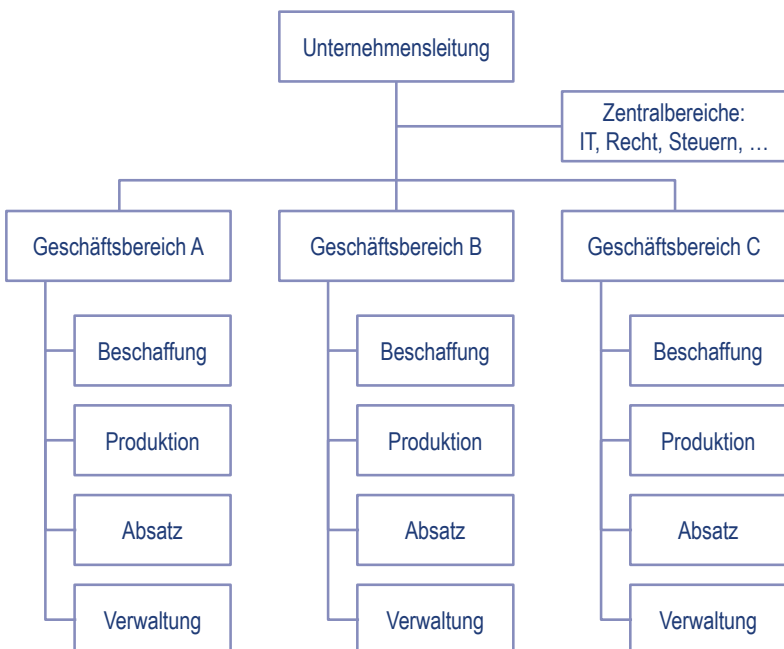 Unternehmensleitung
Zentralbereiche:
IT, Recht, Steuern, …
Geschäftsbereich A
Geschäftsbereich B
Geschäftsbereich C
Beschaffung
Beschaffung
Beschaffung
Produktion
Produktion
Produktion
Absatz
Absatz
Absatz
Verwaltung
Verwaltung
Verwaltung